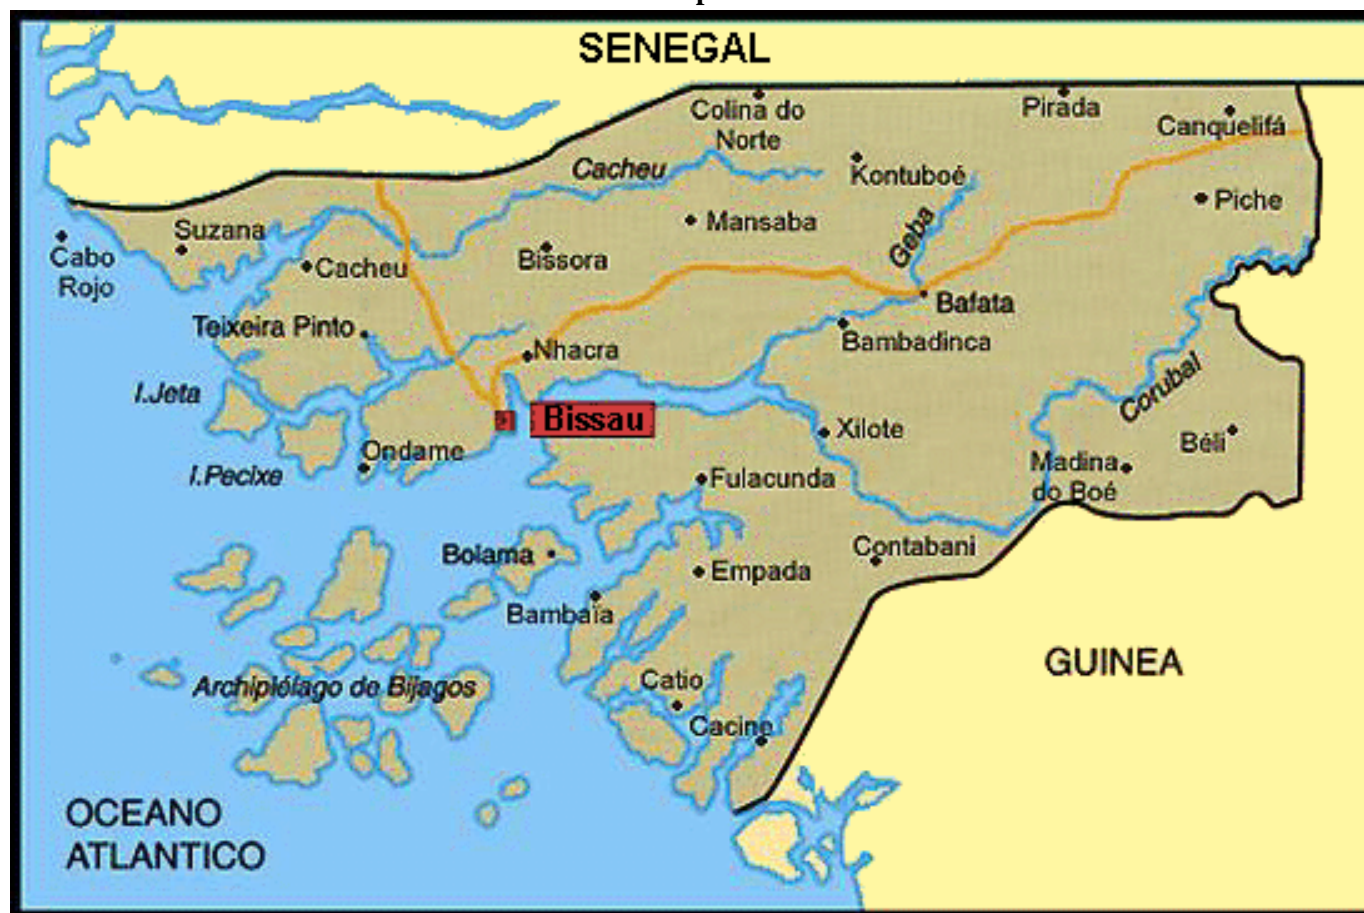 SENEGAL
Colina do
Norte
Pirada
Canquelifá
Cacheu
Kontuboé
Piche
Mansaba
Geba
Suzana
Cabo
Rojo
Cacheu
Bissora
Bafata
Teixeira Pinto
Nhacra
Bambadinca
I.Jeta
Corubal
Bissau
Xilote
Béli
Ondame
I.Pecixe
Fulacunda
Madina
do Boé
Bolama
Contabani
Empada
Bambaïa
GUINEA
Catio
Archipiélago de Bijagos
Cacine
OCEANO
ATLANTICO